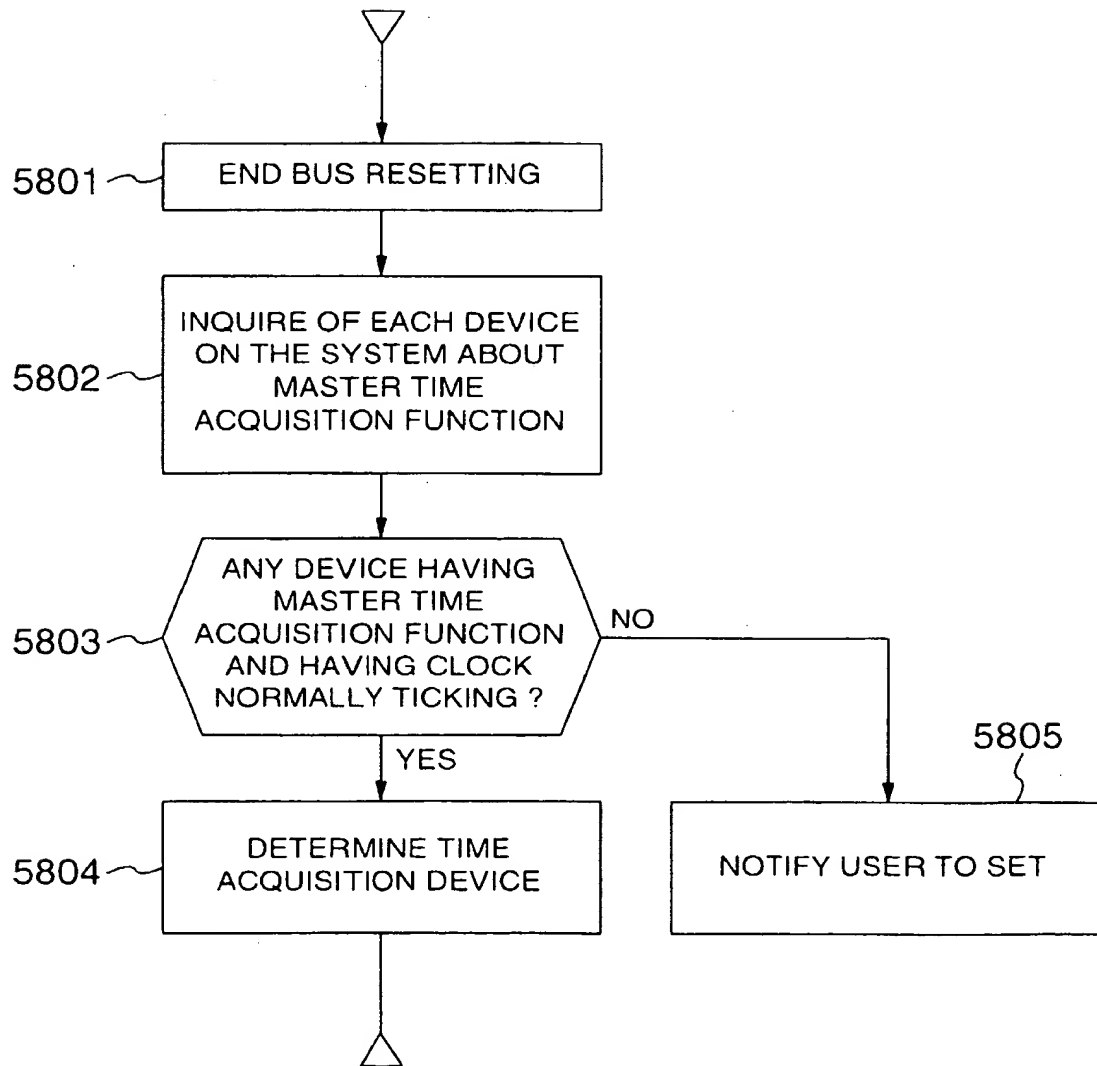 5801
END BUS RESETTING
5802
INQUIRE OF EACH DEVICE
ON THE SYSTEM ABOUT
MASTER TIME
ACQUISITION FUNCTION
5803
ANY DEVICE HAVING
MASTER TIME
ACQUISITION FUNCTION
AND HAVING CLOCK
NORMALLY TICKING ?
NO
YES
5804
DETERMINE TIME
ACQUISITION DEVICE
5805
NOTIFY USER TO SET